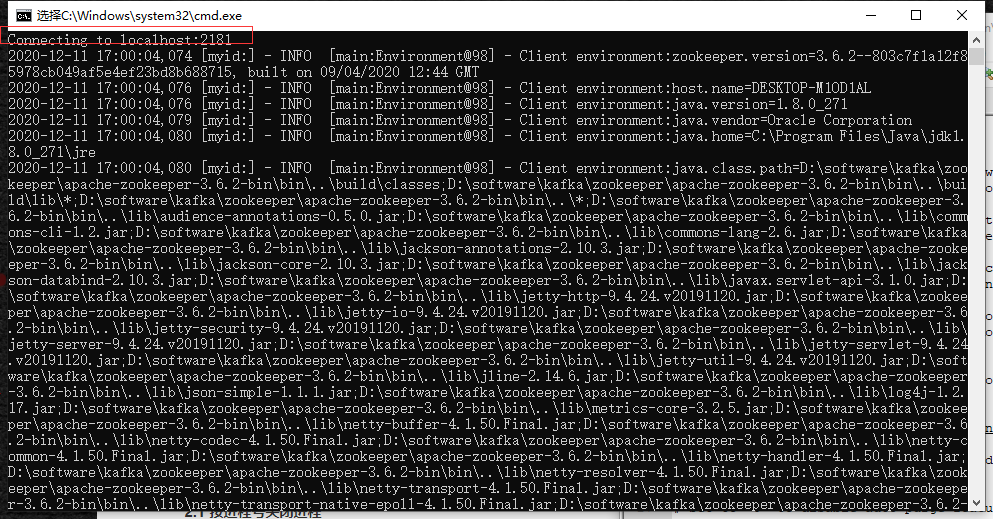 选择C:\Windows\system32\cmd.exe
Connecting to localhost:2181
2020-12-11 17:00:04,074 [myid:] - INFO  [main:Environment@98] - Client environment:zookeeper.version=3.6.2--803c7f1a12f8
5978cb049af5e4ef23bd8b688715, built on 09/04/2020 12:44 GMT
2020-12-11 17:00:04,076 [myid:] - INFO  [main:Environment@98] - Client environment:host.name=DESKTOP-M1OD1AL
2020-12-11 17:00:04,076 [myid:] - INFO  [main:Environment@98] - Client environment:java.version=1.8.0_271
2020-12-11 17:00:04,079 [myid:] - INFO  [main:Environment@98] - Client environment:java.vendor=Oracle Corporation
2020-12-11 17:00:04,080 [myid:] - INFO  [main:Environment@98] - Client environment:java.home=C:\Program Files\Java\jdk1.
8.0_271\jre
2020-12-11 17:00:04,080 [myid:] - INFO  [main:Environment@98] - Client environment:java.class.path=D:\software\kafka\zoo
keeper\apache-zookeeper-3.6.2-bin\bin\..\build\classes;D:\software\kafka\zookeeper\apache-zookeeper-3.6.2-bin\bin\..\bui
ld\lib\*;D:\software\kafka\zookeeper\apache-zookeeper-3.6.2-bin\bin\..\*;D:\software\kafka\zookeeper\apache-zookeeper-3.
6.2-bin\bin\..\lib\audience-annotations-0.5.0.jar;D:\software\kafka\zookeeper\apache-zookeeper-3.6.2-bin\bin\..\lib\comm
ons-cli-1.2.jar;D:\software\kafka\zookeeper\apache-zookeeper-3.6.2-bin\bin\..\lib\commons-lang-2.6.jar;D:\software\kafka
\zookeeper\apache-zookeeper-3.6.2-bin\bin\..\lib\jackson-annotations-2.10.3.jar;D:\software\kafka\zookeeper\apache-zooke
eper-3.6.2-bin\bin\..\lib\jackson-core-2.10.3.jar;D:\software\kafka\zookeeper\apache-zookeeper-3.6.2-bin\bin\..\lib\jack
son-databind-2.10.3.jar;D:\software\kafka\zookeeper\apache-zookeeper-3.6.2-bin\bin\..\lib\javax.servlet-api-3.1.0.jar;D:
\software\kafka\zookeeper\apache-zookeeper-3.6.2-bin\bin\..\lib\jetty-http-9.4.24.v20191120.jar;D:\software\kafka\zookee
per\apache-zookeeper-3.6.2-bin\bin\..\lib\jetty-io-9.4.24.v20191120.jar;D:\software\kafka\zookeeper\apache-zookeeper-3.6
.2-bin\bin\..\lib\jetty-security-9.4.24.v20191120.jar;D:\software\kafka\zookeeper\apache-zookeeper-3.6.2-bin\bin\..\lib\
jetty-server-9.4.24.v20191120.jar;D:\software\kafka\zookeeper\apache-zookeeper-3.6.2-bin\bin\..\lib\jetty-servlet-9.4.24
.v20191120.jar;D:\software\kafka\zookeeper\apache-zookeeper-3.6.2-bin\bin\..\lib\jetty-util-9.4.24.v20191120.jar;D:\soft
ware\kafka\zookeeper\apache-zookeeper-3.6.2-bin\bin\..\lib\jline-2.14.6.jar;D:\software\kafka\zookeeper\apache-zookeeper
-3.6.2-bin\bin\..\lib\json-simple-1.1.1.jar;D:\software\kafka\zookeeper\apache-zookeeper-3.6.2-bin\bin\..\lib\log4j-1.2.
17.jar;D:\software\kafka\zookeeper\apache-zookeeper-3.6.2-bin\bin\..\lib\metrics-core-3.2.5.jar;D:\software\kafka\zookee
per\apache-zookeeper-3.6.2-bin\bin\..\lib\netty-buffer-4.1.50.Final.jar;D:\software\kafka\zookeeper\apache-zookeeper-3.6
.2-bin\bin\..\lib\netty-codec-4.1.50.Final.jar;D:\software\kafka\zookeeper\apache-zookeeper-3.6.2-bin\bin\..\lib\netty-c
ommon-4.1.50.Final.jar;D:\software\kafka\zookeeper\apache-zookeeper-3.6.2-bin\bin\..\lib\netty-handler-4.1.50.Final.jar;
D:\software\kafka\zookeeper\apache-zookeeper-3.6.2-bin\bin\..\lib\netty-resolver-4.1.50.Final.jar;D:\software\kafka\zook
eeper\apache-zookeeper-3.6.2-bin\bin\..\lib\netty-transport-4.1.50.Final.jar;D:\software\kafka\zookeeper\apache-zookeepe
r-3.6.2-bin\bin\..\lib\netty-transport-native-epoll-4.1.50.Final.jar;D:\software\kafka\zookeeper\apache-zookeeper-3.6.2-